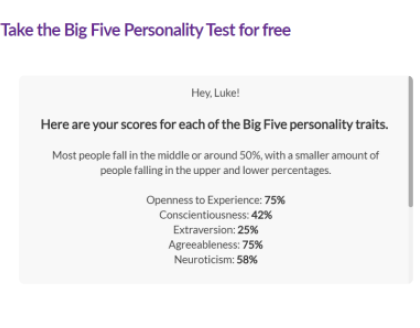 Take the Big Five Personality Test for free
Hey, Luke!
Here are your scores for each of the Big Five personality traits.
Most people fall in the middle or around 50%, with a smaller amount of
people falling in the upper and lower percentages.
Openness to Experience: 75%
Conscientiousness: 42%
Extraversion: 25%
Agreeableness: 75%
Neuroticism: 58%